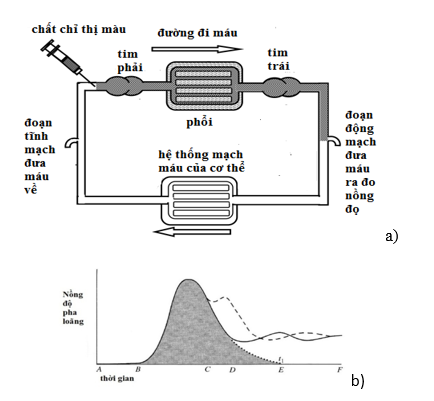 chất chỉ thị màu
đường đi máu
tim
phải
tim
trái
phổi
đoạn
tĩnh
mạch
đưa
máu
về
hệ thống mạch
máu của cơ thể
đoạn
động
mạch
đưa
máu
ra đo
nồng
đọ
a)
Nồng
độ
pha
loãng
A
B
C
D
E
F
t
thời gian
b)